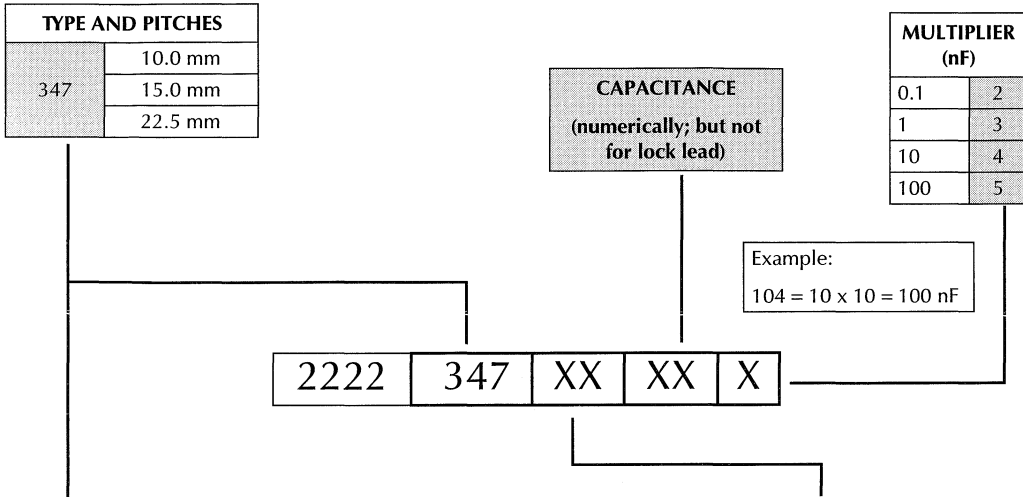 TYPE AND PITCHES
347
10.0 mm
15.0 mm
22.5 mm
CAPACITANCE
(numerically; but not
for lock lead)
MULTIPLIER
(nF)
0.1 2
1 3
10 4
100 5
Example:
104 = 10 x 10 = 100 nF
2222 347 XX XX X